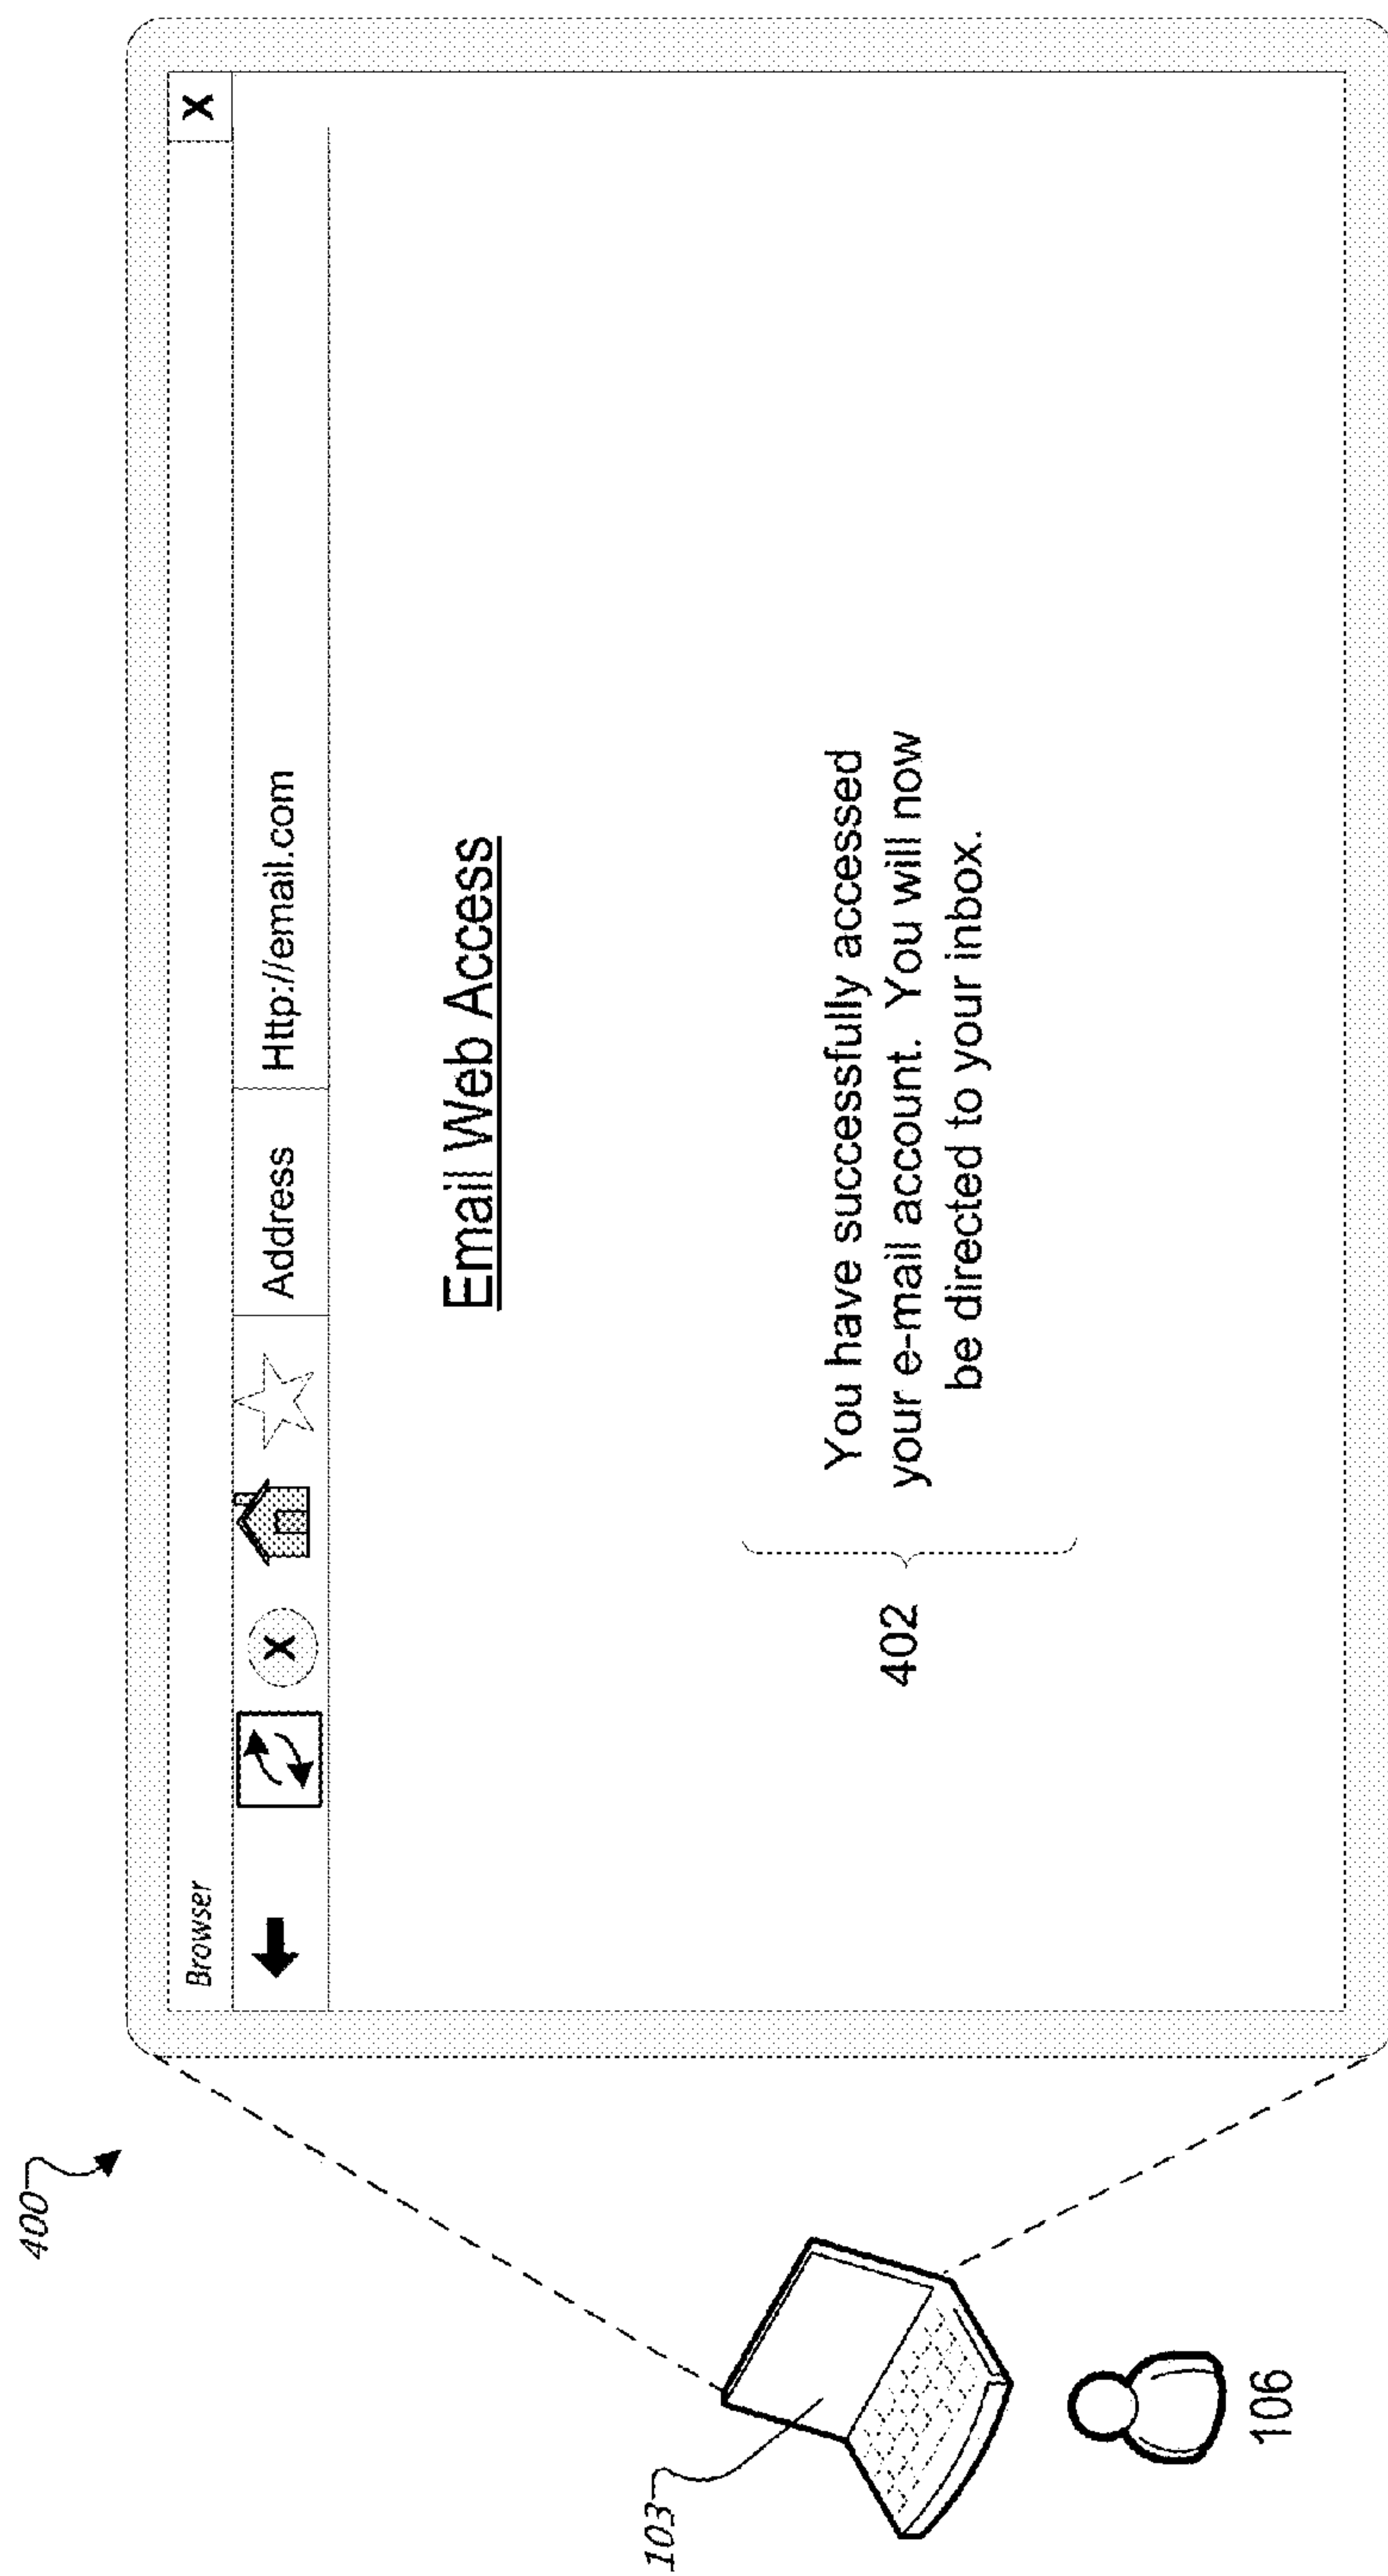 400
Browser
X
X
Address
Http://email.com
Email Web Access
You have successfully accessed
your e-mail account. You will now
be directed to your inbox.
402
103
106